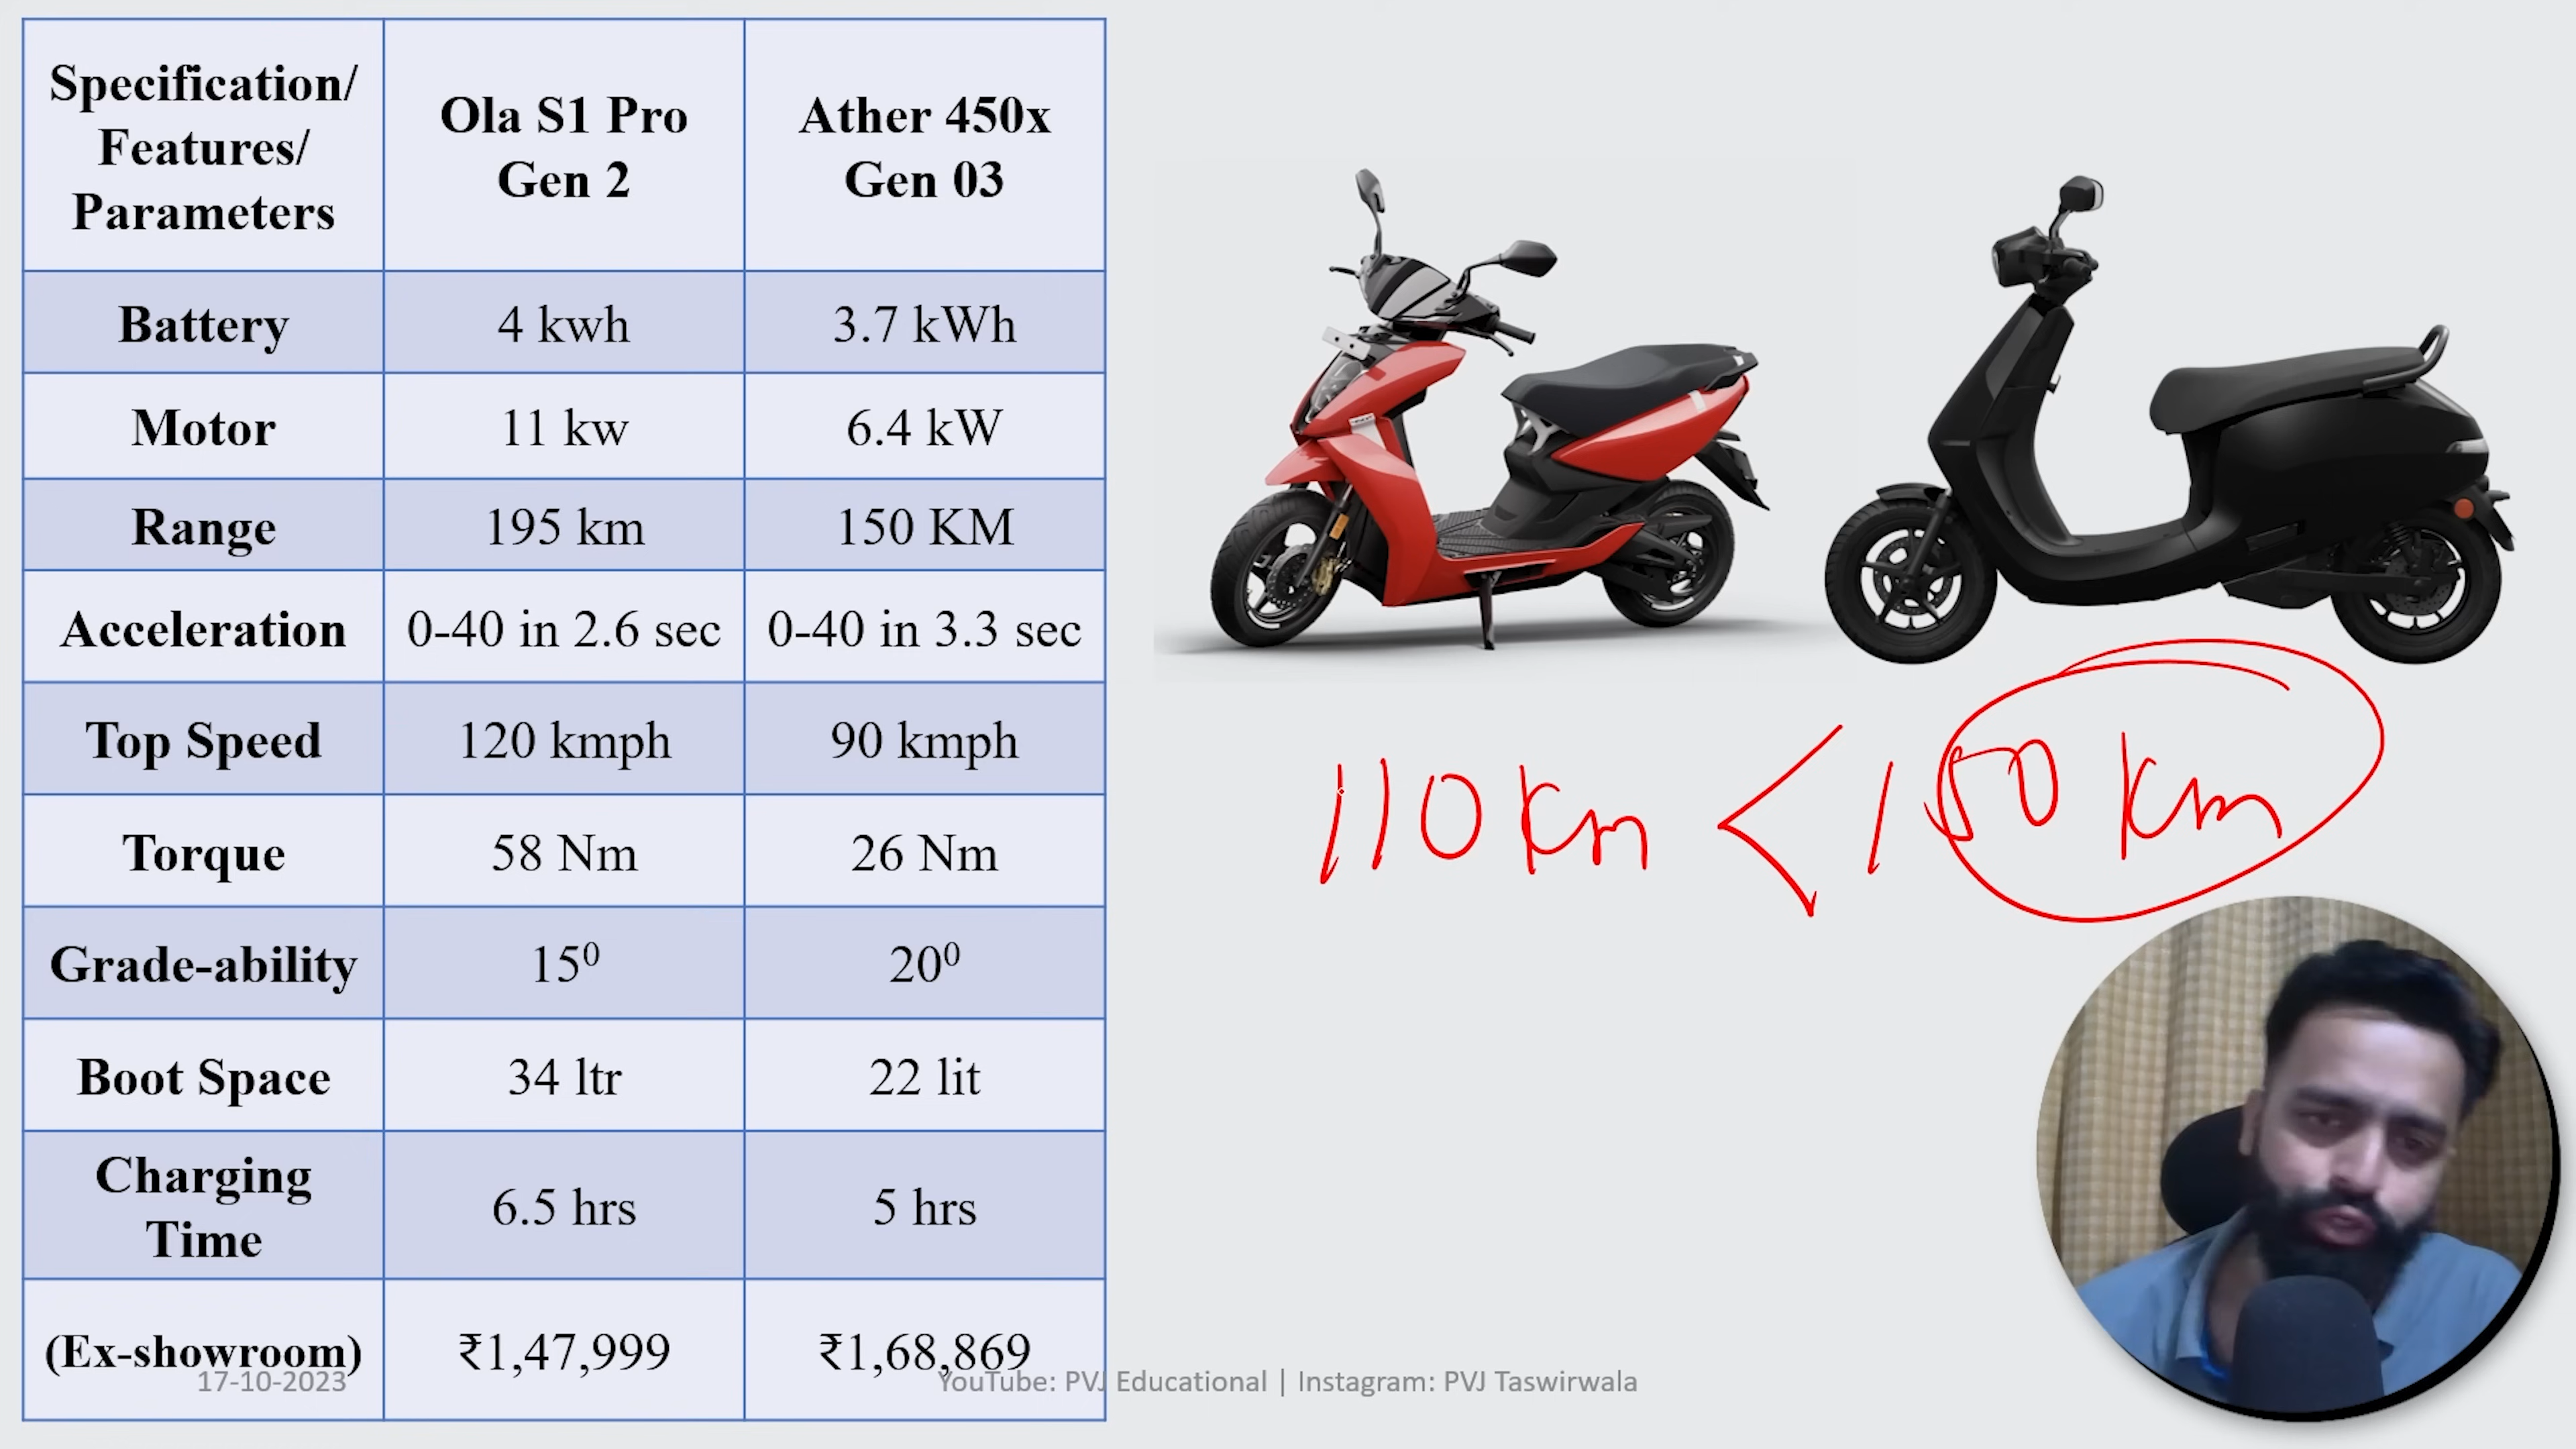 Specification/
Features/
Parameters
Ola S1 Pro
Gen 2
Ather 450x
Gen 03
Battery
4 kwh
3.7 kWh
Motor
11 kw
6.4 kW
Range
195 km
150 KM
Acceleration
0-40 in 2.6 sec
0-40 in 3.3 sec
Top Speed
120 kmph
90 kmph
Torque
58 Nm
26 Nm
Grade-ability
15⁰
20⁰
Boot Space
34 ltr
22 lit
Charging
Time
6.5 hrs
5 hrs
(Ex-showroom)
₹1,47,999
₹1,68,869
110 km < 150 km
17-10-2023
YouTube: PVJ Educational | Instagram: PVJ Taswirwala